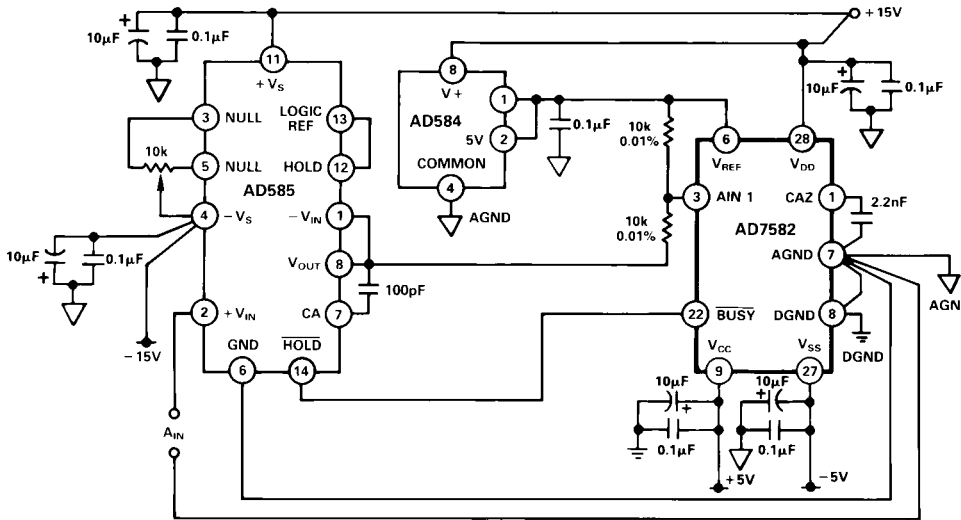 + 15V
+
10μF
0.1μF
11
+ VS
3
NULL
LOGIC
REF
13
10k
5
NULL
HOLD
12
AD585
4
− VS
− VIN
1
10μF
+
0.1μF
VOUT
8
100pF
2
+ VIN
CA
7
− 15V
GND
HOLD
6
14
AIN
8
V +
1
AD584
5V
2
COMMON
4
AGND
0.1μF
10k
0.01%
10k
0.01%
+
10μF
0.1μF
6
28
VREF
VDD
3
AIN 1
CAZ
1
2.2nF
AD7582
AGND
7
AGN
22
BUSY
DGND
8
DGND
VCC
VSS
9
27
10μF
+
0.1μF
10μF
+
0.1μF
+5V
−5V